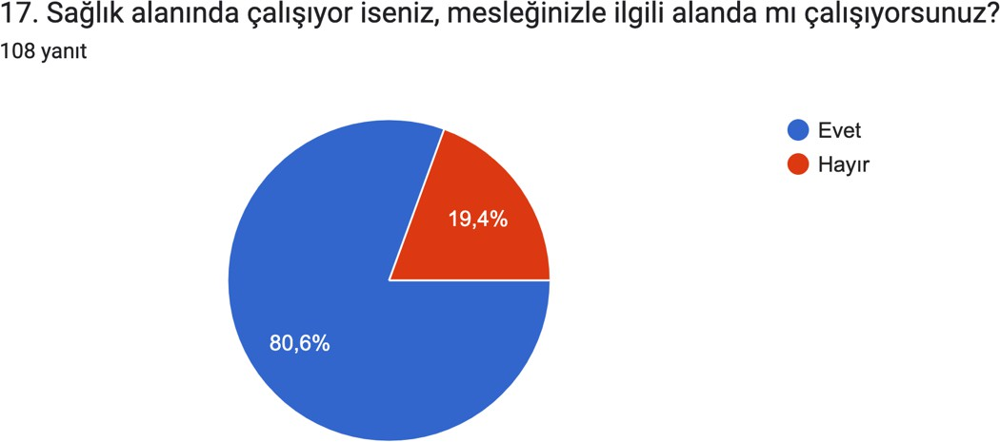 17. Sağlık alanında çalışıyor iseniz, mesleğinizle ilgili alanda mı çalışıyorsunuz?
108 yanıt
Evet
Hayır
19,4%
80,6%